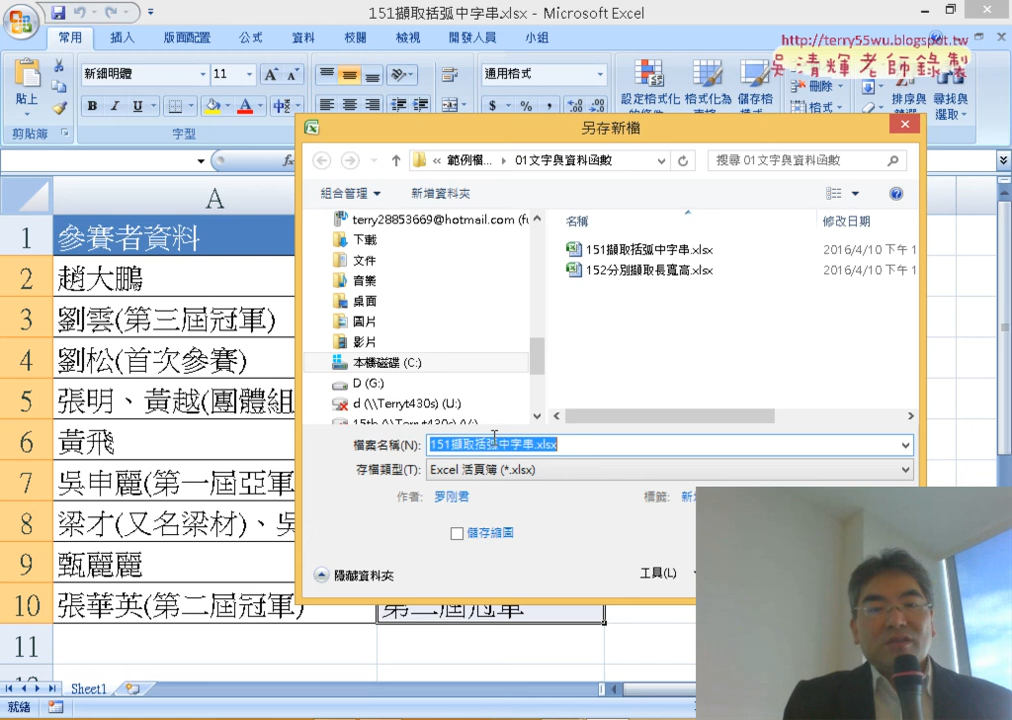 151擷取括弧中字串.xlsx - Microsoft Excel
常用 插入 版面配置 公式 資料 校閱 檢視 開發人員 小組
http://terry55wu.blogspot.tw
吳清輝老師錄製
貼上
剪貼簿
新細明體 11
B I U
字型
通用格式
$ % ,
設定格式化 格式化為 儲存格
刪除
格式
排序與 尋找與
選取
fx
A
1 參賽者資料
2 趙大鵬
3 劉雲(第三屆冠軍)
4 劉松(首次參賽)
5 張明、黃越(團體組
6 黃飛
7 吳申麗(第一屆亞軍
8 梁才(又名梁材)、吳
9 甄麗麗
10 張華英(第二屆冠軍)
第二屆冠軍
11
Sheet1
就緒
另存新檔
« 範例檔... 01文字與資料函數
搜尋 01文字與資料函數
組合管理 新增資料夾
terry28853669@hotmail.com (fu
下載
文件
音樂
桌面
圖片
影片
本機磁碟 (C:)
D (G:)
d (\\Terryt430s) (U:)
名稱 修改日期
151擷取括弧中字串.xlsx 2016/4/10 下午 1
152分別擷取長寬高.xlsx 2016/4/10 下午 1
檔案名稱(N): 151擷取括弧中字串.xlsx
存檔類型(T): Excel 活頁簿 (*.xlsx)
作者: 罗刚君 標籤:
儲存縮圖
隱藏資料夾
工具(L)